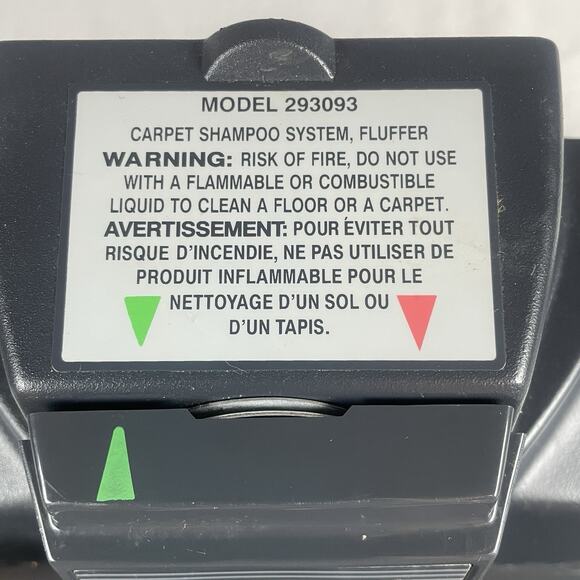 MODEL 293093
CARPET SHAMPOO SYSTEM, FLUFFER
WARNING: RISK OF FIRE, DO NOT USE
WITH A FLAMMABLE OR COMBUSTIBLE
LIQUID TO CLEAN A FLOOR OR A CARPET.
AVERTISSEMENT: POUR ÉVITER TOUT
RISQUE D'INCENDIE, NE PAS UTILISER DE
PRODUIT INFLAMMABLE POUR LE
NETTOYAGE D'UN SOL OU
D'UN TAPIS.